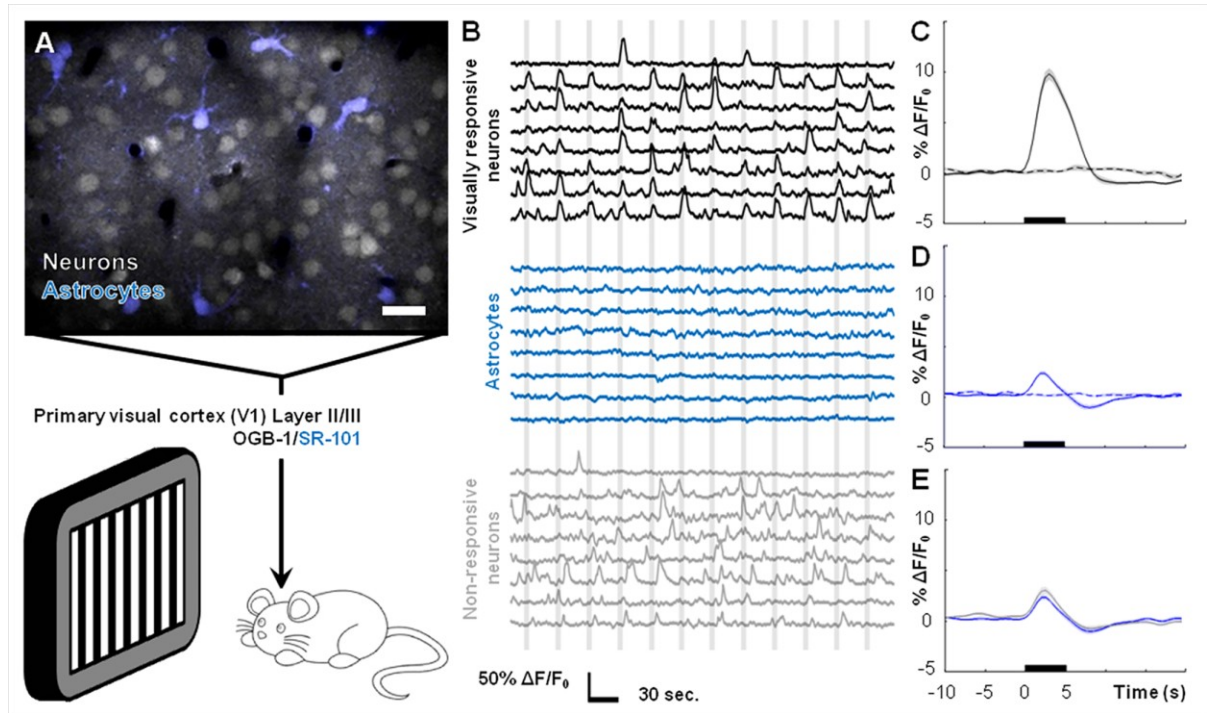 A
Neurons
Astrocytes
Primary visual cortex (V1) Layer II/III
OGB-1/SR-101
B
Visually responsive
neurons
Astrocytes
Non-responsive
neurons
50% ΔF/F₀
30 sec.
C
% ΔF/F₀
10
0
-5
D
% ΔF/F₀
10
0
-5
E
% ΔF/F₀
10
0
-5
-10 -5 0 5 Time (s)